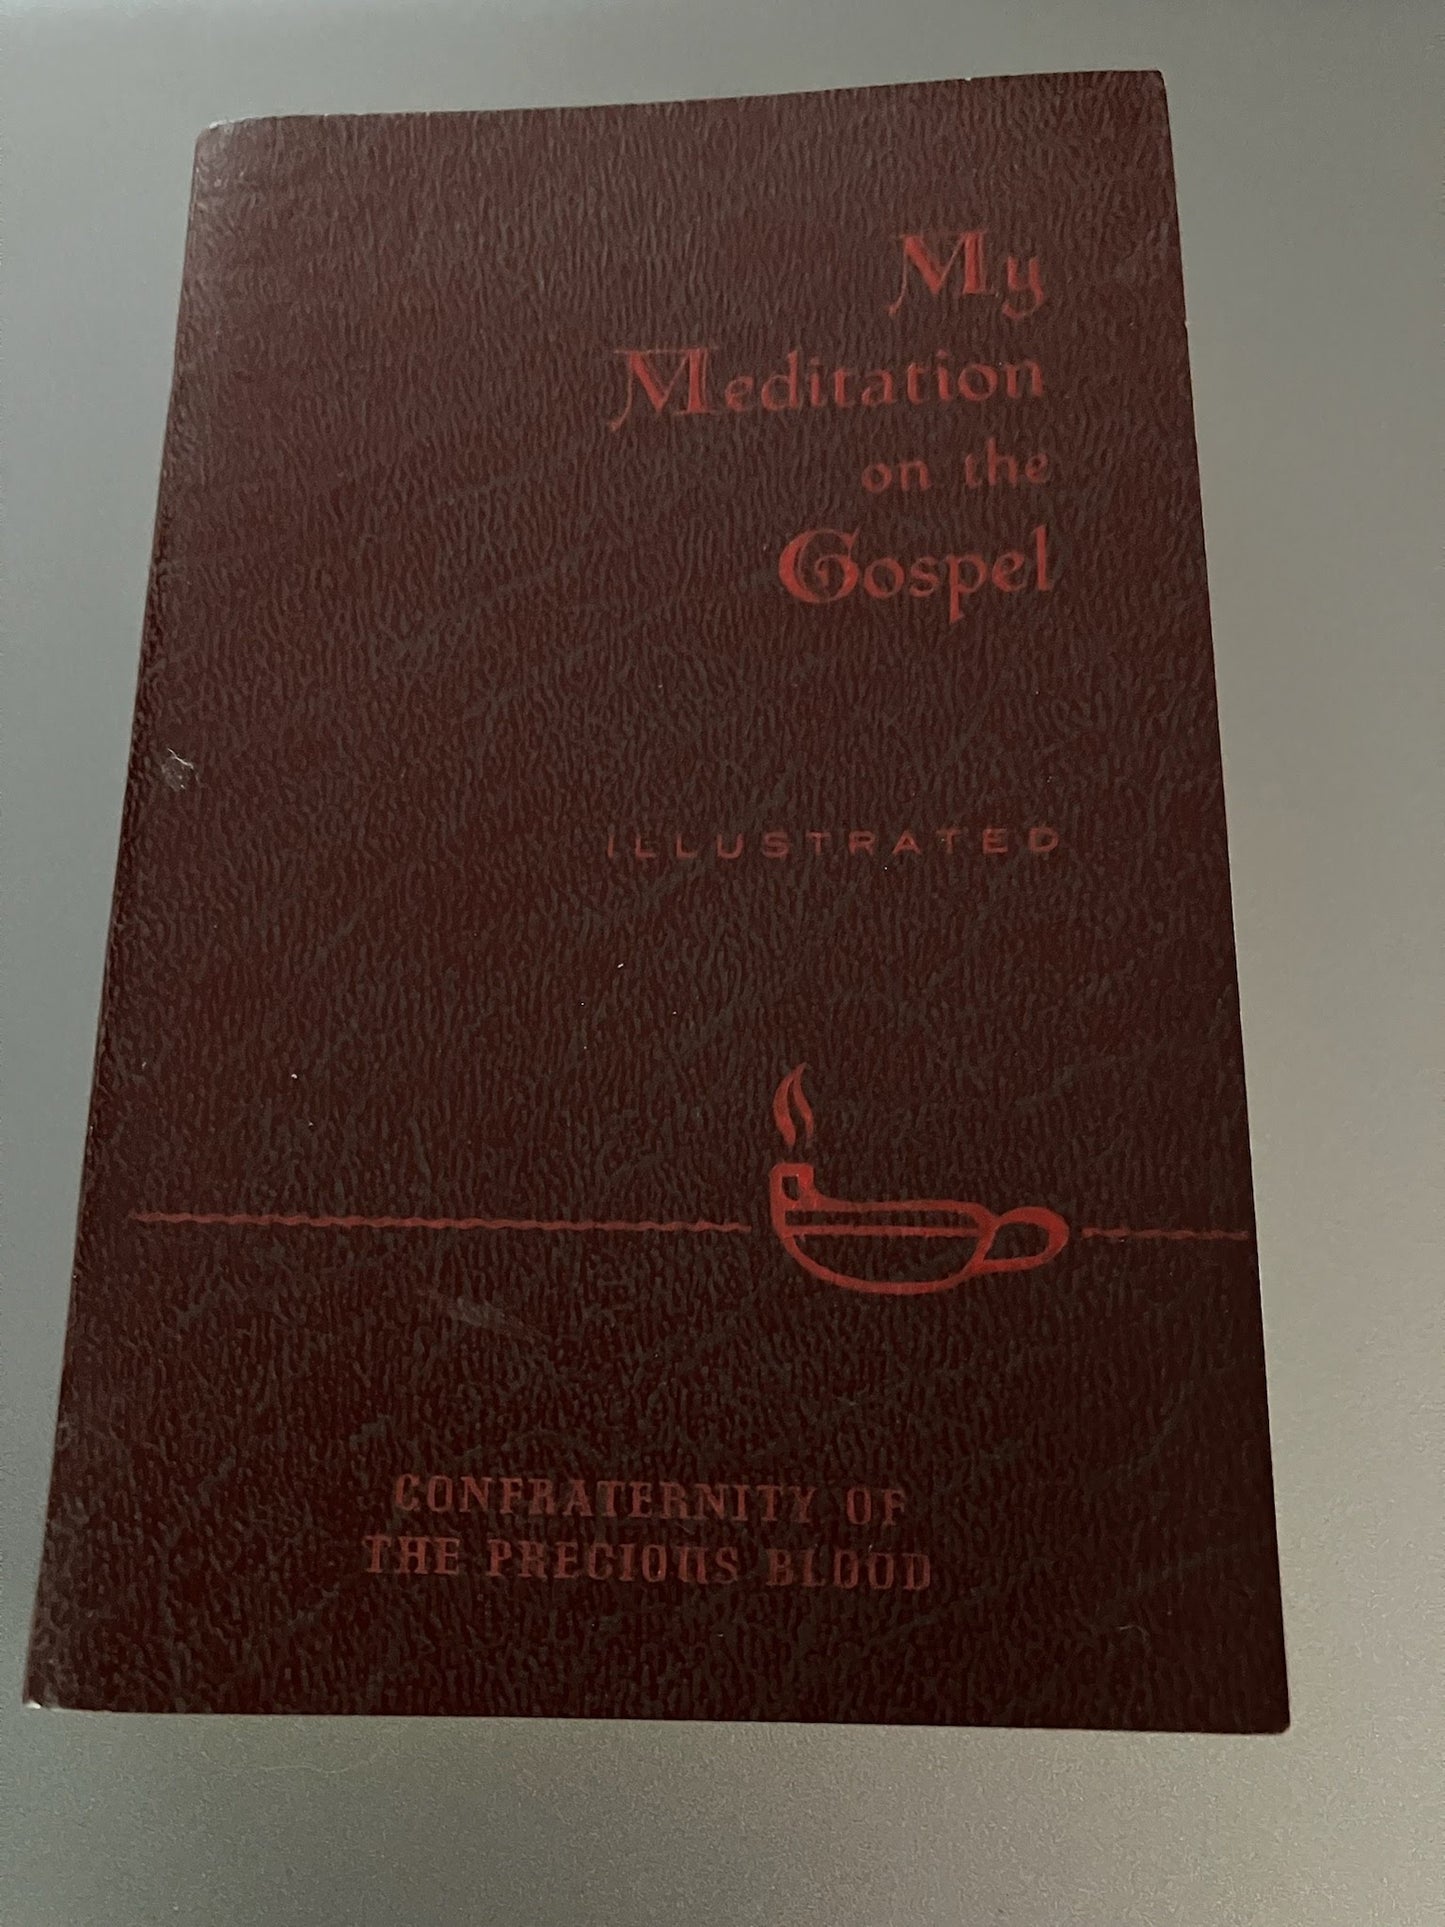 My
Meditation
on the
Gospel
ILLUSTRATED
CONFRATERNITY OF
THE PRECIOUS BLOOD